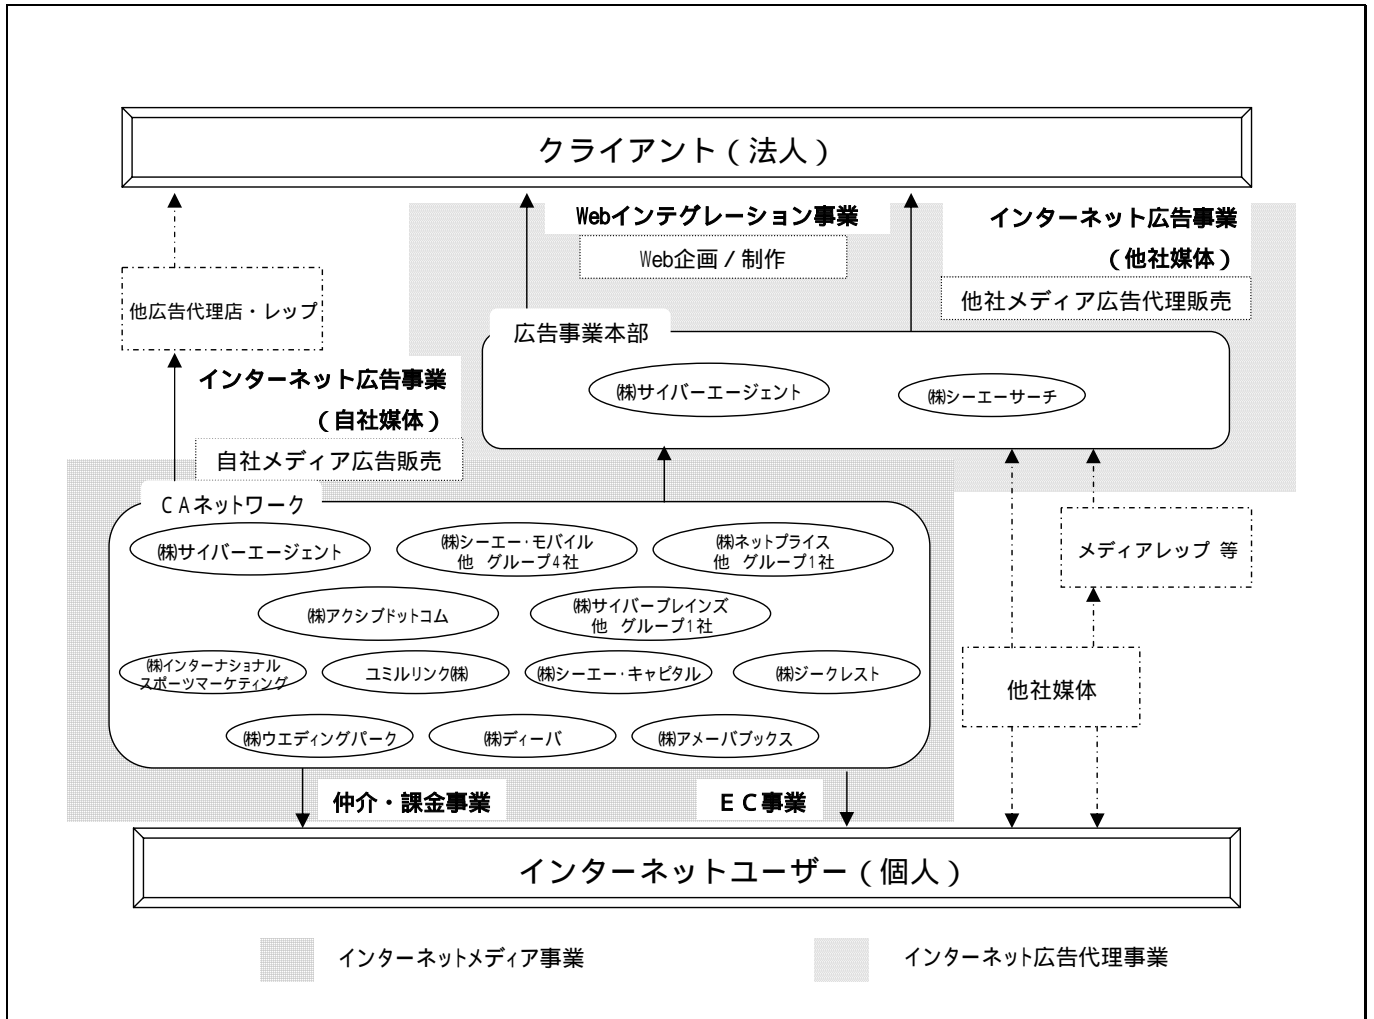 クライアント（法人）
Webインテグレーション事業
Web企画／制作
インターネット広告事業
（他社媒体）
他社メディア広告代理販売
他広告代理店・レップ
広告事業本部
㈱サイバーエージェント
㈱シーエーサーチ
インターネット広告事業
（自社媒体）
自社メディア広告販売
ＣＡネットワーク
㈱サイバーエージェント
㈱シーエー・モバイル
他　グループ4社
㈱ネットプライス
他　グループ1社
㈱アクシブドットコム
㈱サイバーブレインズ
他　グループ1社
㈱インターナショナル
スポーツマーケティング
ユミルリンク㈱
㈱シーエー・キャピタル
㈱ジークレスト
㈱ウエディングパーク
㈱ディーバ
㈱アメーバブックス
メディアレップ 等
他社媒体
仲介・課金事業
ＥＣ事業
インターネットユーザー（個人）
インターネットメディア事業
インターネット広告代理事業